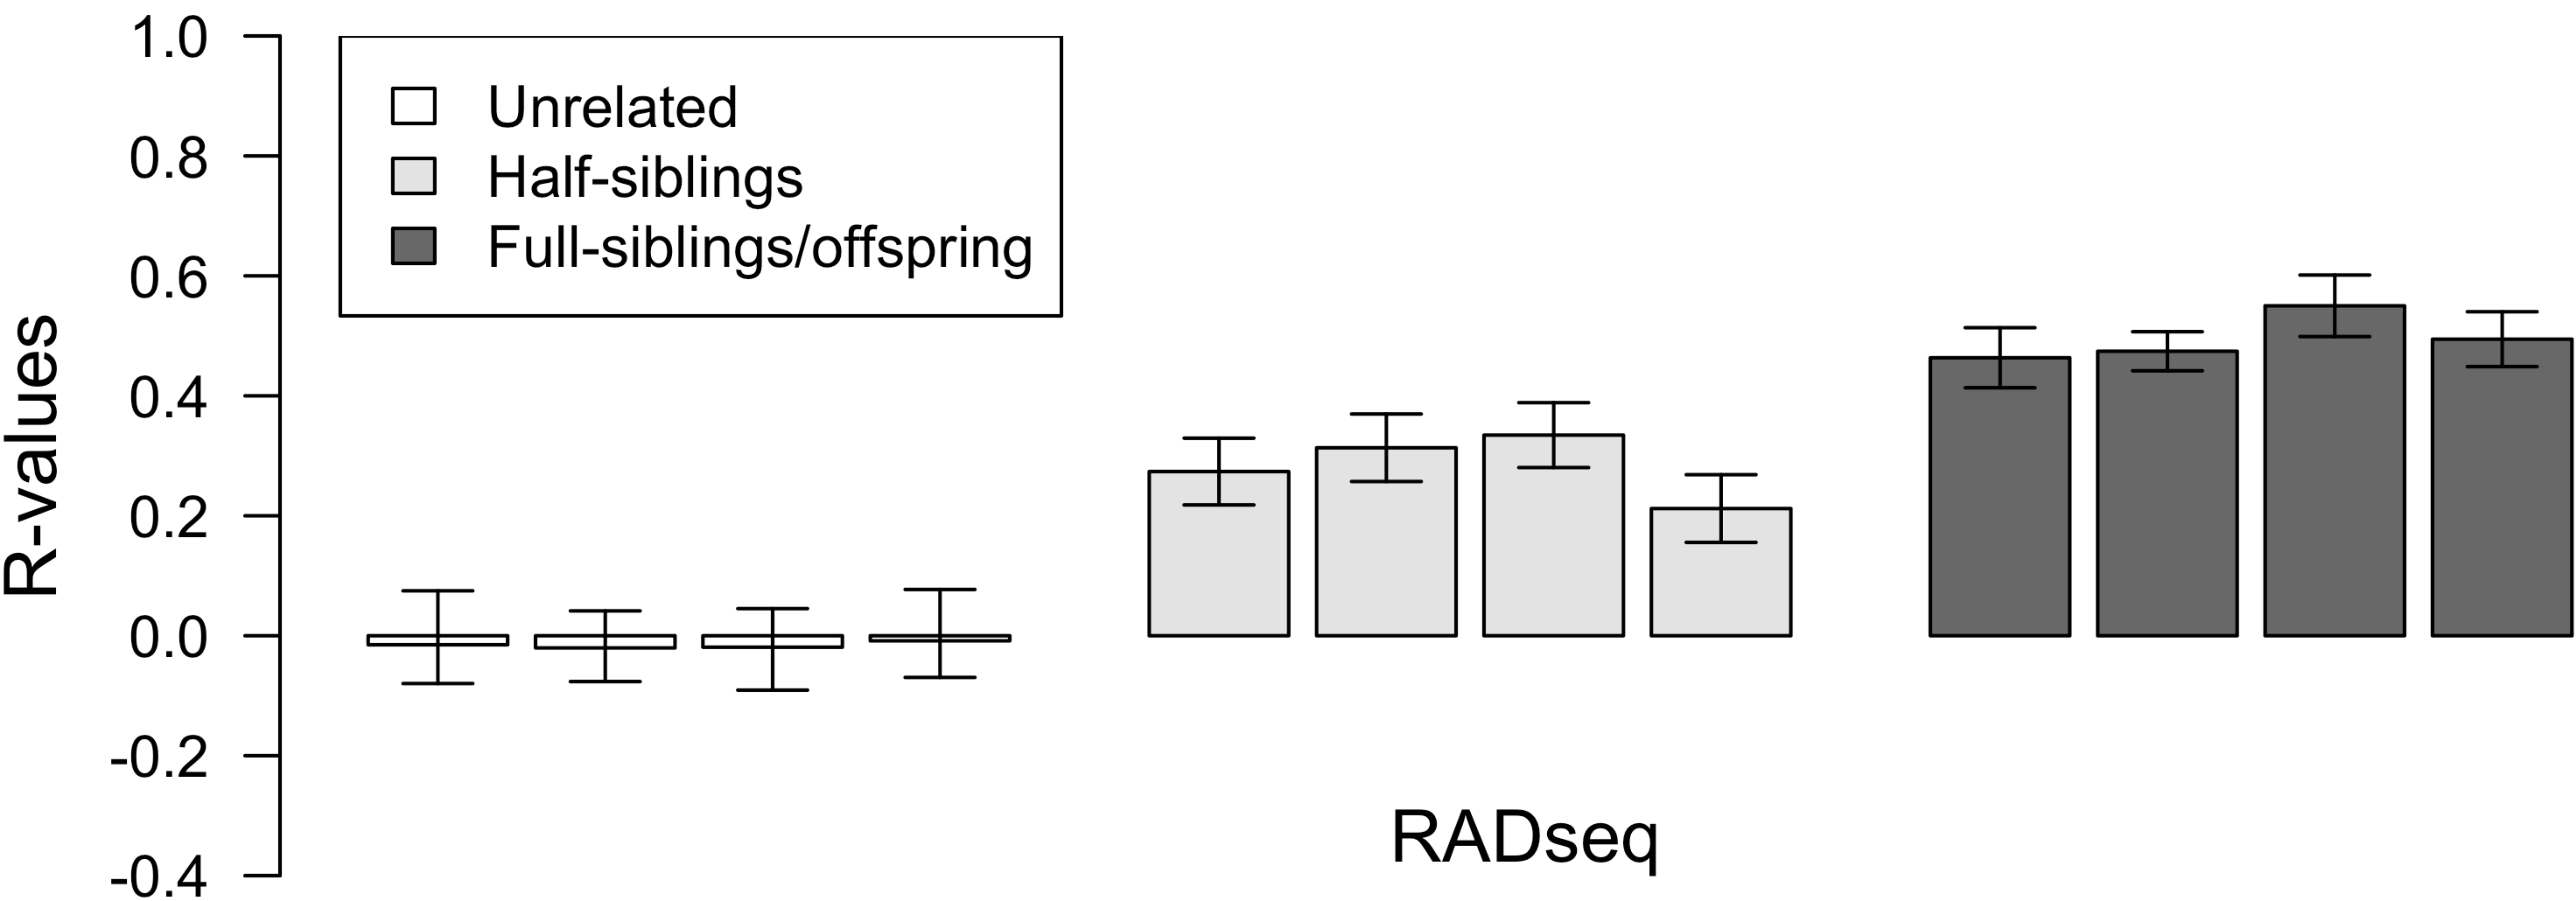 R-values
1.0
0.8
0.6
0.4
0.2
0.0
-0.2
-0.4
Unrelated
Half-siblings
Full-siblings/offspring
RADseq